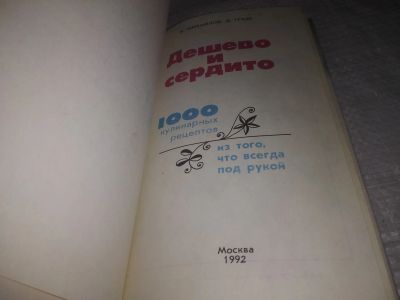 Дешево
и
сердито
1000
кулинарных
рецептов
из того,
что всегда
под рукой
Москва
1992